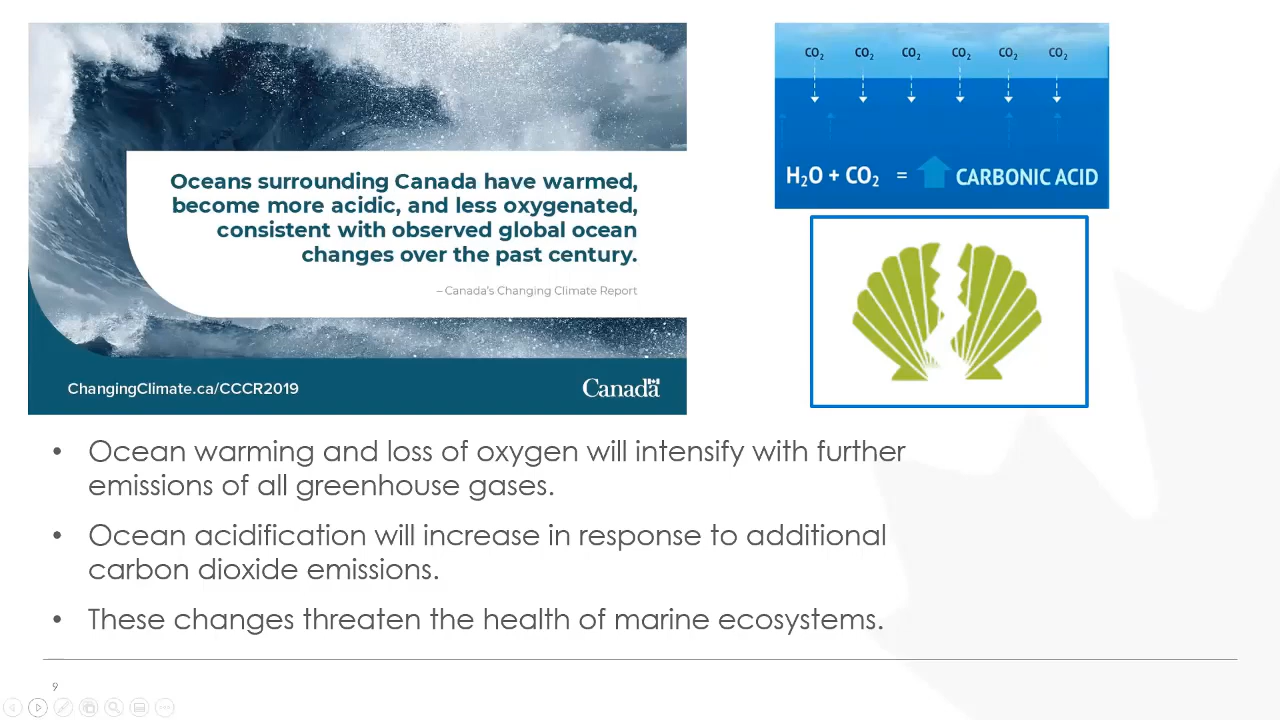 Oceans surrounding Canada have warmed,
become more acidic, and less oxygenated,
consistent with observed global ocean
changes over the past century.
– Canada's Changing Climate Report
ChangingClimate.ca/CCCR2019
Canada
CO₂ CO₂ CO₂ CO₂ CO₂ CO₂
H₂O + CO₂ = CARBONIC ACID
• Ocean warming and loss of oxygen will intensify with further
emissions of all greenhouse gases.
• Ocean acidification will increase in response to additional
carbon dioxide emissions.
• These changes threaten the health of marine ecosystems.
9